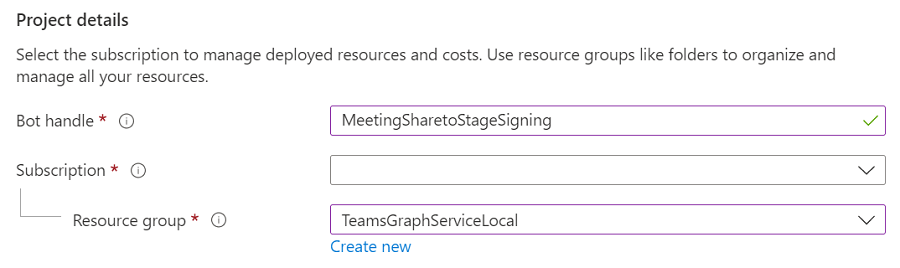 Project details
Select the subscription to manage deployed resources and costs. Use resource groups like folders to organize and
manage all your resources.
Bot handle * MeetingSharetoStageSigning
Subscription *
Resource group * TeamsGraphServiceLocal
Create new